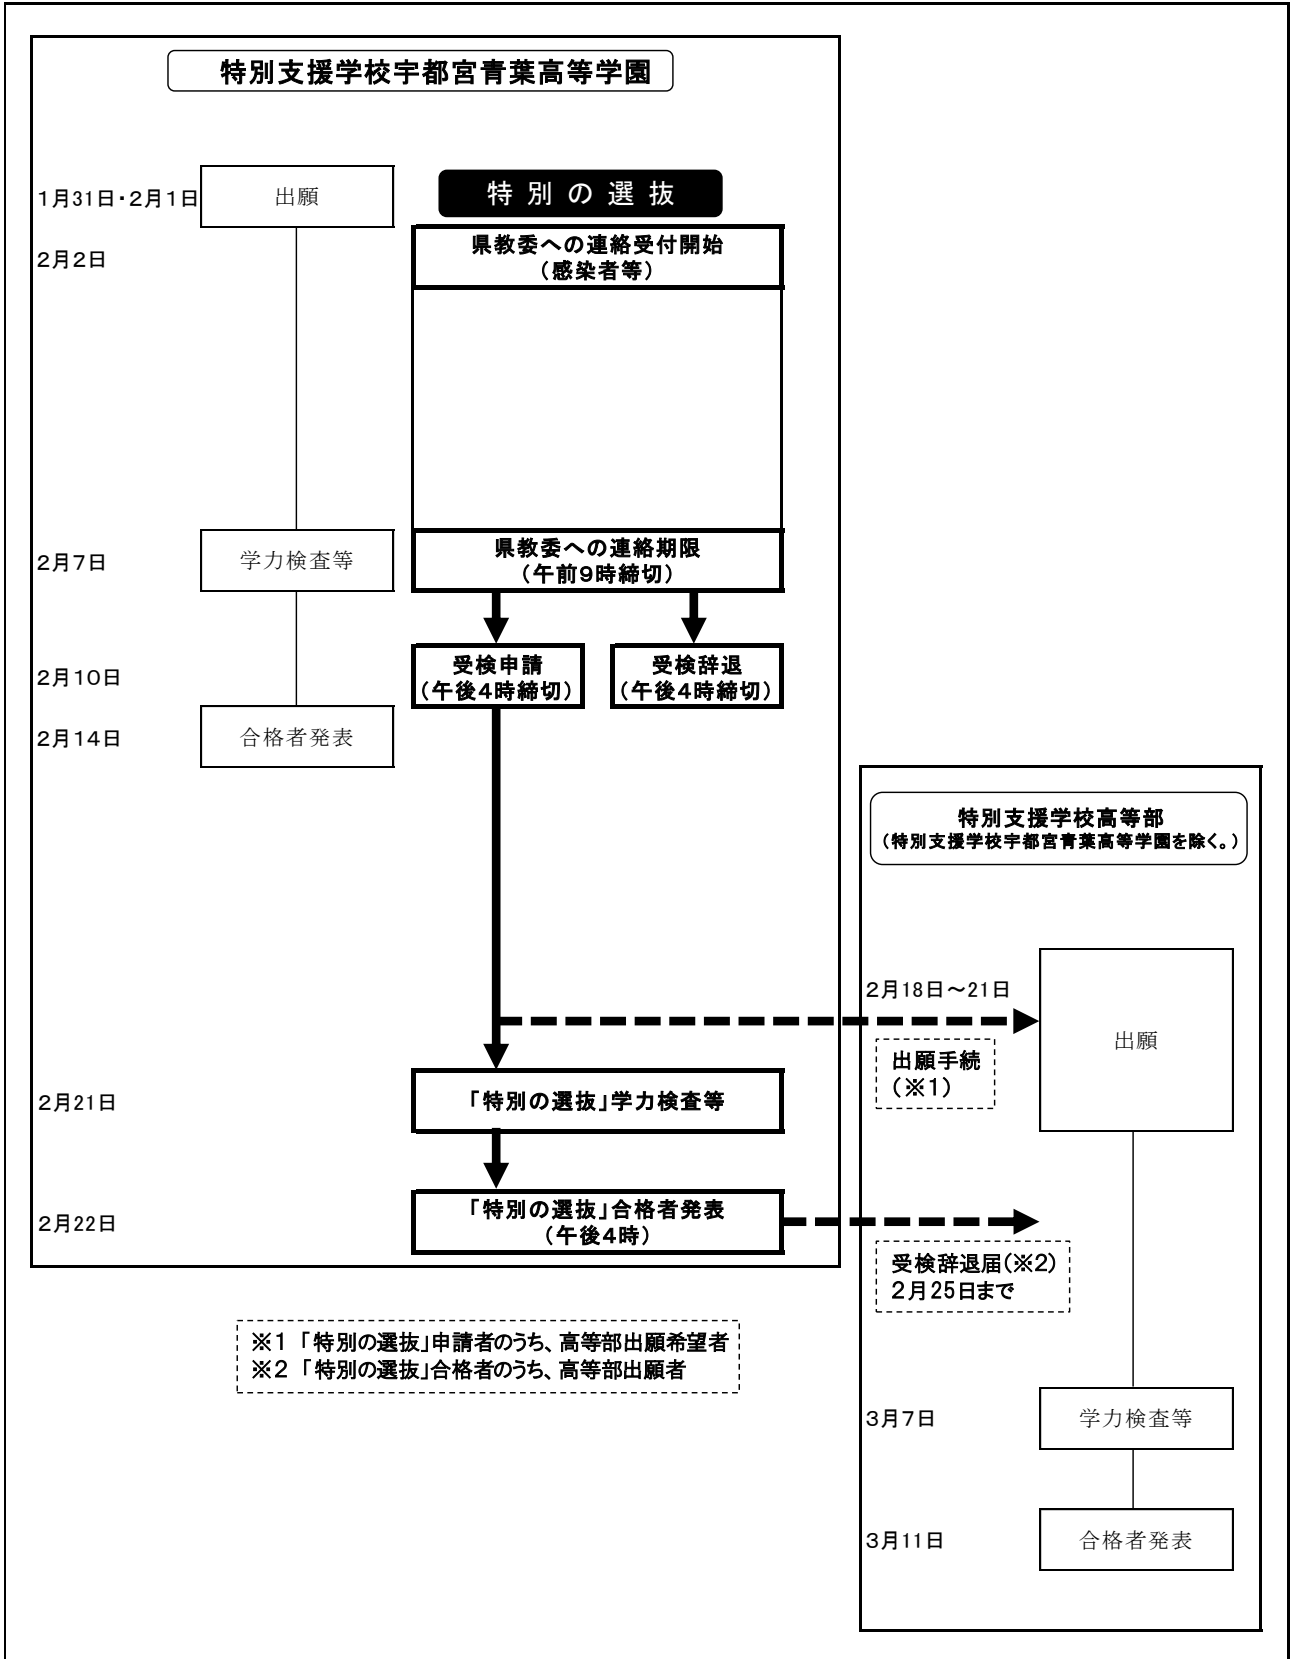 特別支援学校宇都宮青葉高等学園
1月31日・2月1日
出願
特別の選抜
2月2日
県教委への連絡受付開始
（感染者等）
2月7日
学力検査等
県教委への連絡期限
（午前9時締切）
2月10日
受検申請
（午後4時締切）
受検辞退
（午後4時締切）
2月14日
合格者発表
特別支援学校高等部
（特別支援学校宇都宮青葉高等学園を除く。）
2月18日～21日
出願
出願手続
（※1）
2月21日
「特別の選抜」学力検査等
2月22日
「特別の選抜」合格者発表
（午後4時）
受検辞退届（※2）
2月25日まで
※1 「特別の選抜」申請者のうち、高等部出願希望者
※2 「特別の選抜」合格者のうち、高等部出願者
3月7日
学力検査等
3月11日
合格者発表